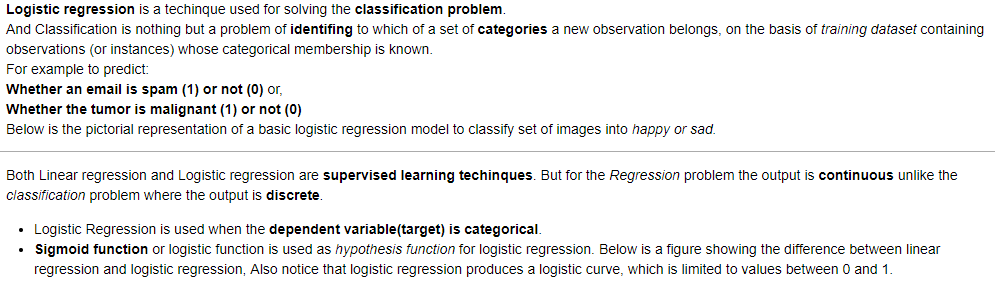 Logistic regression is a techinque used for solving the classification problem.
And Classification is nothing but a problem of identifing to which of a set of categories a new observation belongs, on the basis of training dataset containing
observations (or instances) whose categorical membership is known.
For example to predict:
Whether an email is spam (1) or not (0) or,
Whether the tumor is malignant (1) or not (0)
Below is the pictorial representation of a basic logistic regression model to classify set of images into happy or sad.
Both Linear regression and Logistic regression are supervised learning techinques. But for the Regression problem the output is continuous unlike the
classification problem where the output is discrete.
• Logistic Regression is used when the dependent variable(target) is categorical.
• Sigmoid function or logistic function is used as hypothesis function for logistic regression. Below is a figure showing the difference between linear
regression and logistic regression, Also notice that logistic regression produces a logistic curve, which is limited to values between 0 and 1.